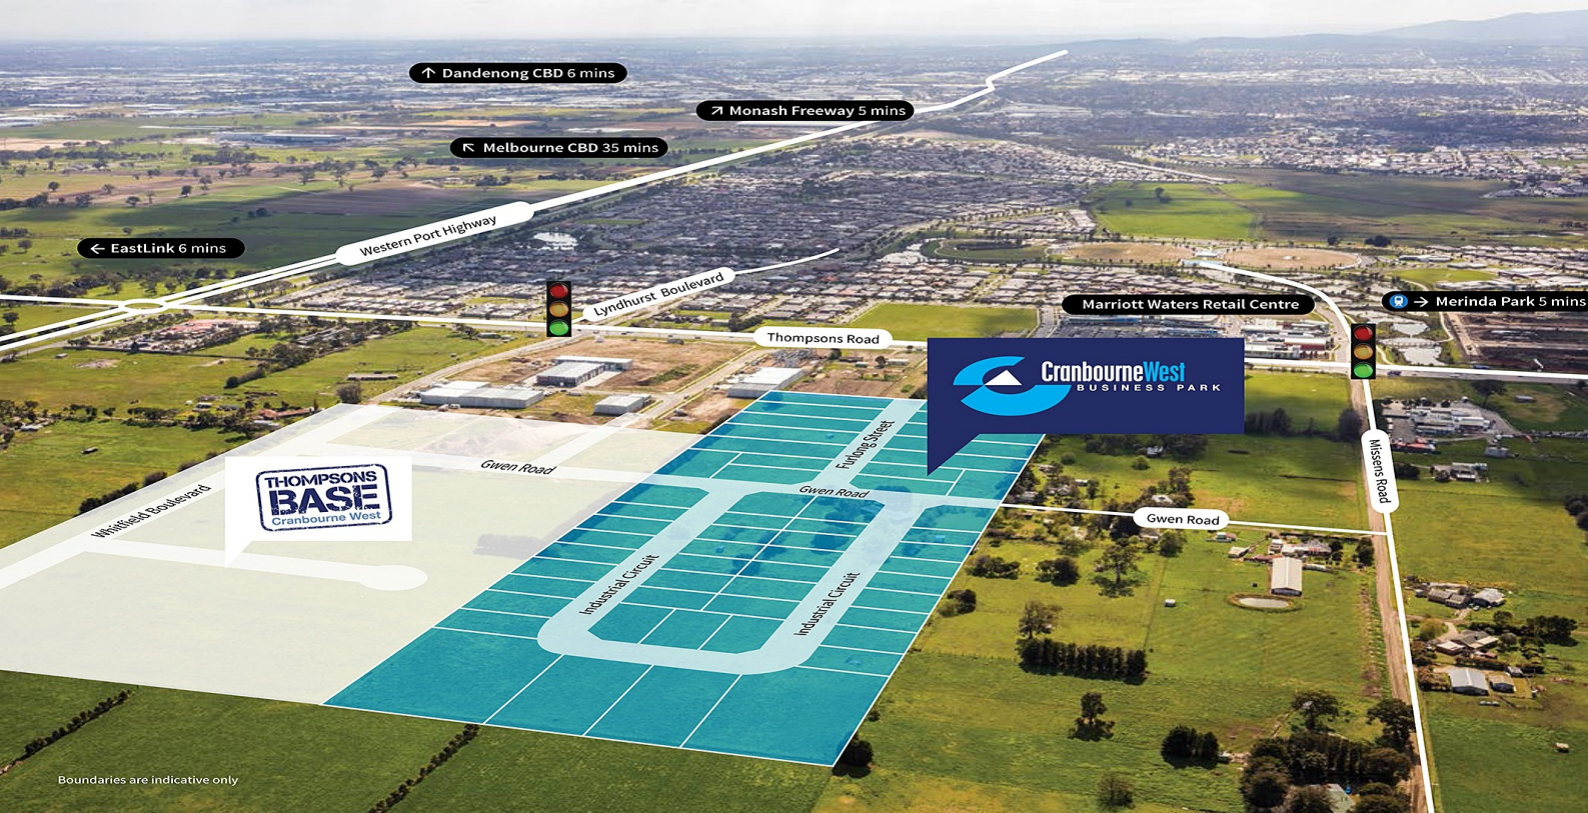 ↑ Dandenong CBD 6 mins
↗ Monash Freeway 5 mins
↖ Melbourne CBD 35 mins
Western Port Highway
← EastLink 6 mins
Lyndhurst Boulevard
Marriott Waters Retail Centre
→ Merinda Park 5 mins
Thompsons Road
CranbourneWest
BUSINESS PARK
Furlong Street
Missens Road
Gwen Road
THOMPSONS
BASE
Cranbourne West
Whitfield Boulevard
Gwen Road
Gwen Road
Industrial Circuit
Industrial Circuit
Boundaries are indicative only